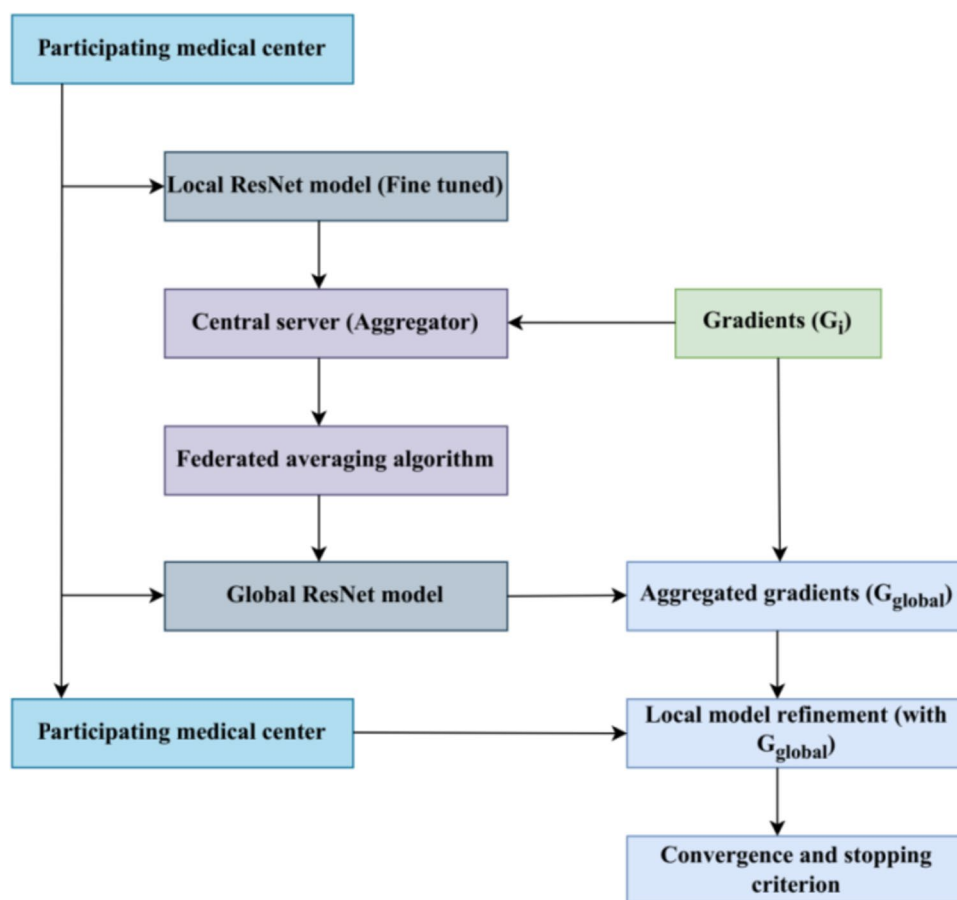 Participating medical center
Local ResNet model (Fine tuned)
Central server (Aggregator)
Gradients (Gi)
Federated averaging algorithm
Global ResNet model
Aggregated gradients (Gglobal)
Participating medical center
Local model refinement (with
Gglobal)
Convergence and stopping
criterion